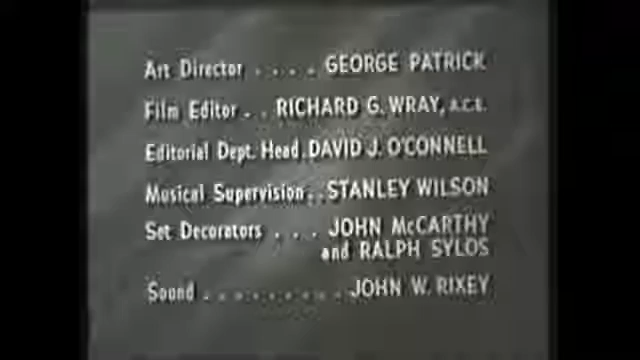 Art Director . . . . GEORGE PATRICK
Film Editor . . RICHARD G. WRAY, A.C.E.
Editorial Dept. Head . DAVID J. O'CONNELL
Musical Supervision . . STANLEY WILSON
Set Decorators . . . JOHN McCARTHY
and RALPH SYLOS
Sound . . . . . . . . . JOHN W. RIXEY